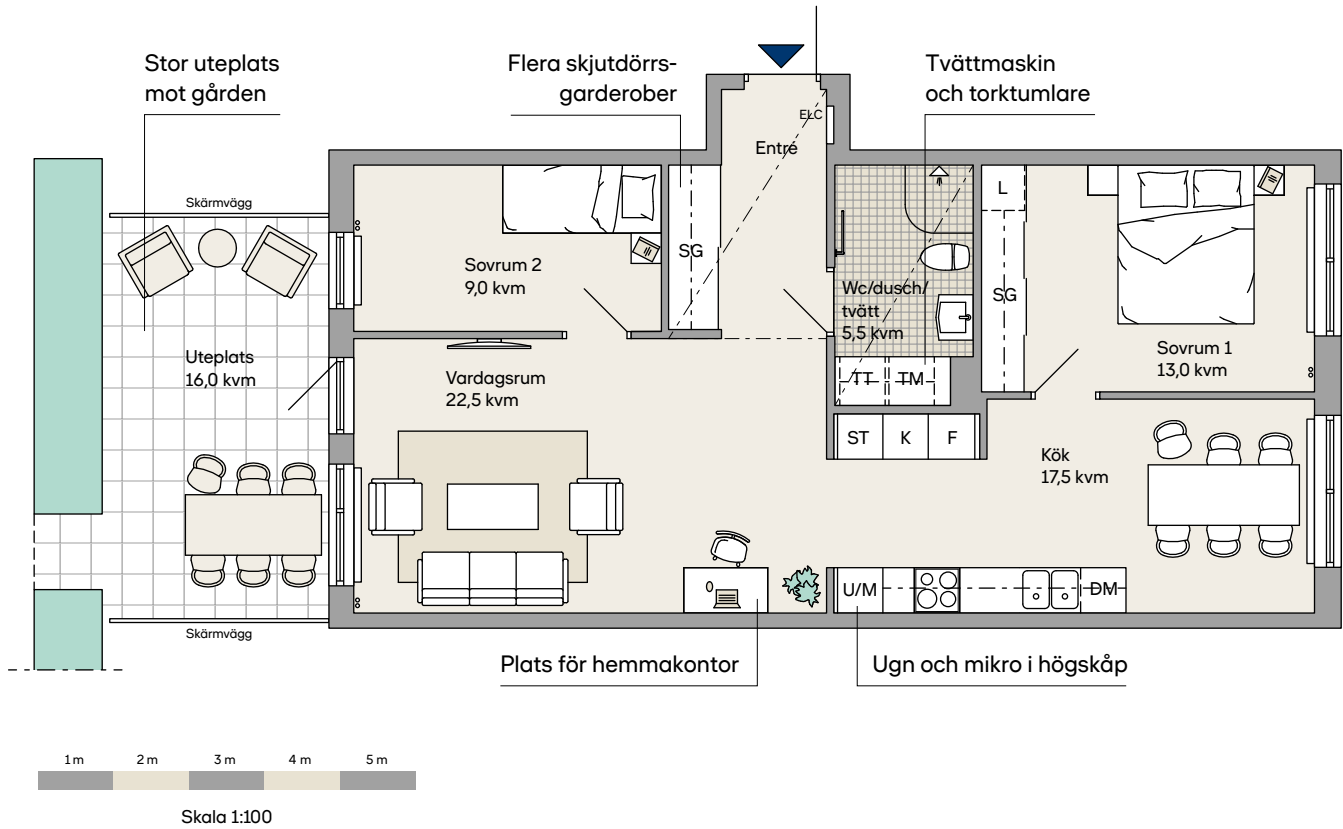 Stor uteplats
mot gården
Flera skjutdörrs-
garderober
Tvättmaskin
och torktumlare
ELC
Entré
Skärmvägg
L
SG
SG
Sovrum 2
9,0 kvm
Wc/dusch/
tvätt
5,5 kvm
Sovrum 1
13,0 kvm
Uteplats
16,0 kvm
Vardagsrum
22,5 kvm
TT
TM
ST
K
F
Kök
17,5 kvm
U/M
DM
Skärmvägg
Plats för hemmakontor
Ugn och mikro i högskåp
1 m
2 m
3 m
4 m
5 m
Skala 1:100